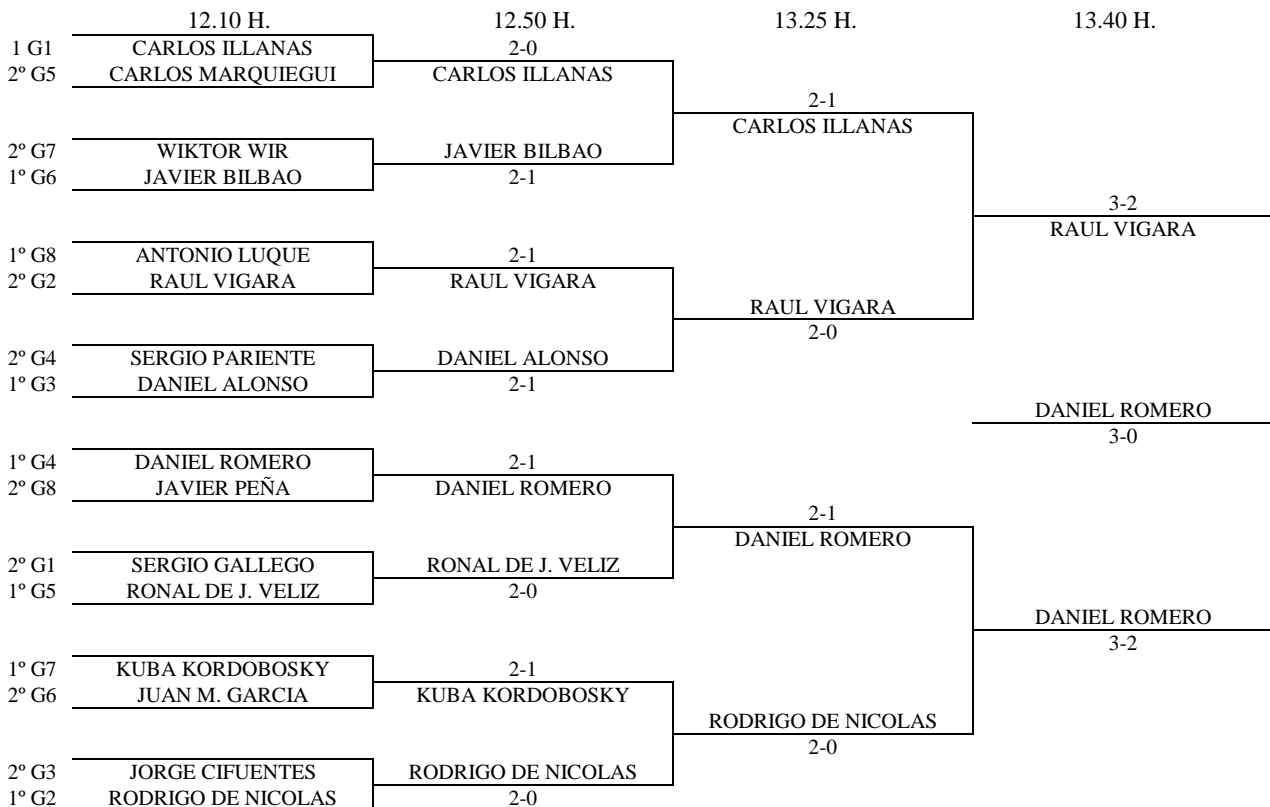 12.10 H. 12.50 H. 13.25 H. 13.40 H.
1 G1 CARLOS ILLANAS 2-0
2º G5 CARLOS MARQUIEGUI CARLOS ILLANAS
2-1
CARLOS ILLANAS
2º G7 WIKTOR WIR JAVIER BILBAO
1º G6 JAVIER BILBAO 2-1
3-2
RAUL VIGARA
1º G8 ANTONIO LUQUE 2-1
2º G2 RAUL VIGARA RAUL VIGARA
RAUL VIGARA
2-0
2º G4 SERGIO PARIENTE DANIEL ALONSO
1º G3 DANIEL ALONSO 2-1
DANIEL ROMERO
3-0
1º G4 DANIEL ROMERO 2-1
2º G8 JAVIER PEÑA DANIEL ROMERO
2-1
DANIEL ROMERO
2º G1 SERGIO GALLEGO RONAL DE J. VELIZ
1º G5 RONAL DE J. VELIZ 2-0
DANIEL ROMERO
3-2
1º G7 KUBA KORDOBOSKY 2-1
2º G6 JUAN M. GARCIA KUBA KORDOBOSKY
RODRIGO DE NICOLAS
2-0
2º G3 JORGE CIFUENTES RODRIGO DE NICOLAS
1º G2 RODRIGO DE NICOLAS 2-0